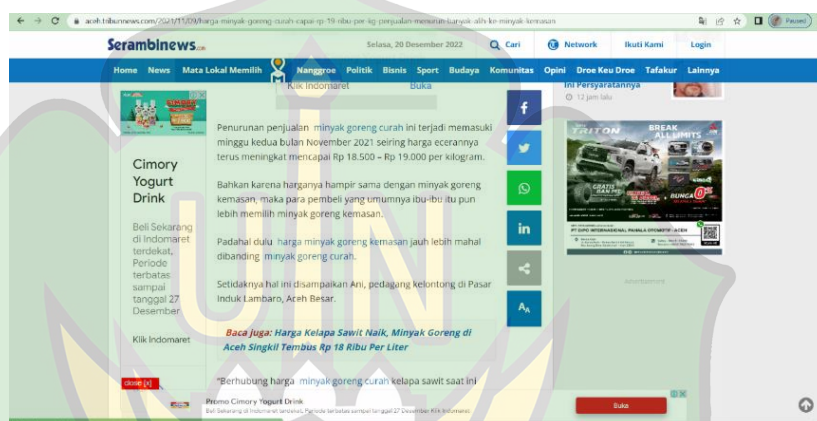 aceh.tribunnews.com/2021/11/09/harga-minyak-goreng-curah-capai-rp-19-ribu-per-kg-penjualan-menurun-banyak-alih-ke-minyak-kemasan
Paused
Serambinews.com
Selasa, 20 Desember 2022
Cari
Network
Ikuti Kami
Login
Home News Mata Lokal Memilih Nanggroe Politik Bisnis Sport Budaya Komunitas Opini Droe Keu Droe Tafakur Lainnya
Klik Indomaret
Buka
Ini Persyaratannya
12 jam lalu
Penurunan penjualan minyak goreng curah ini terjadi memasuki
minggu kedua bulan November 2021 seiring harga ecerannya
terus meningkat mencapai Rp 18.500 – Rp 19.000 per kilogram.
Bahkan karena harganya hampir sama dengan minyak goreng
kemasan, maka para pembeli yang umumnya ibu-ibu itu pun
lebih memilih minyak goreng kemasan.
Padahal dulu harga minyak goreng kemasan jauh lebih mahal
dibanding minyak goreng curah.
Setidaknya hal ini disampaikan Ani, pedagang kelontong di Pasar
Induk Lambaro, Aceh Besar.
Baca juga: Harga Kelapa Sawit Naik, Minyak Goreng di
Aceh Singkil Tembus Rp 18 Ribu Per Liter
"Berhubung harga minyak goreng curah kelapa sawit saat ini
Cimory
Yogurt
Drink
Beli Sekarang
di Indomaret
terdekat,
Periode
terbatas
sampai
tanggal 27
Desember
Klik Indomaret
close [x]
f
in
AA
TRITON
BREAK
ALL LIMITS
GRATIS
BUNGA 0%
Advertisement
Promo Cimory Yogurt Drink
Beli Sekarang di Indomaret terdekat, Periode terbatas sampai tanggal 27 Desember Klik Indomaret
Buka